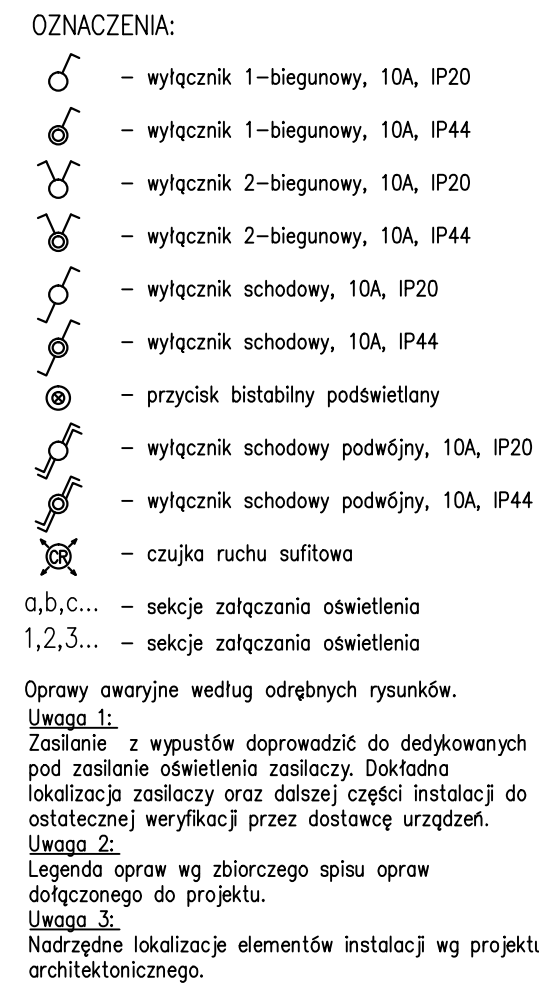 OZNACZENIA:
– wyłącznik 1–biegunowy, 10A, IP20
– wyłącznik 1–biegunowy, 10A, IP44
– wyłącznik 2–biegunowy, 10A, IP20
– wyłącznik 2–biegunowy, 10A, IP44
– wyłącznik schodowy, 10A, IP20
– wyłącznik schodowy, 10A, IP44
– przycisk bistabilny podświetlany
– wyłącznik schodowy podwójny, 10A, IP20
– wyłącznik schodowy podwójny, 10A, IP44
CR – czujka ruchu sufitowa
a,b,c... – sekcje załączania oświetlenia
1,2,3... – sekcje załączania oświetlenia
Oprawy awaryjne według odrębnych rysunków.
Uwaga 1:
Zasilanie z wypustów doprowadzić do dedykowanych
pod zasilanie oświetlenia zasilaczy. Dokładna
lokalizacja zasilaczy oraz dalszej części instalacji do
ostatecznej weryfikacji przez dostawcę urządzeń.
Uwaga 2:
Legenda opraw wg zbiorczego spisu opraw
dołączonego do projektu.
Uwaga 3:
Nadrzędne lokalizacje elementów instalacji wg projektu
architektonicznego.